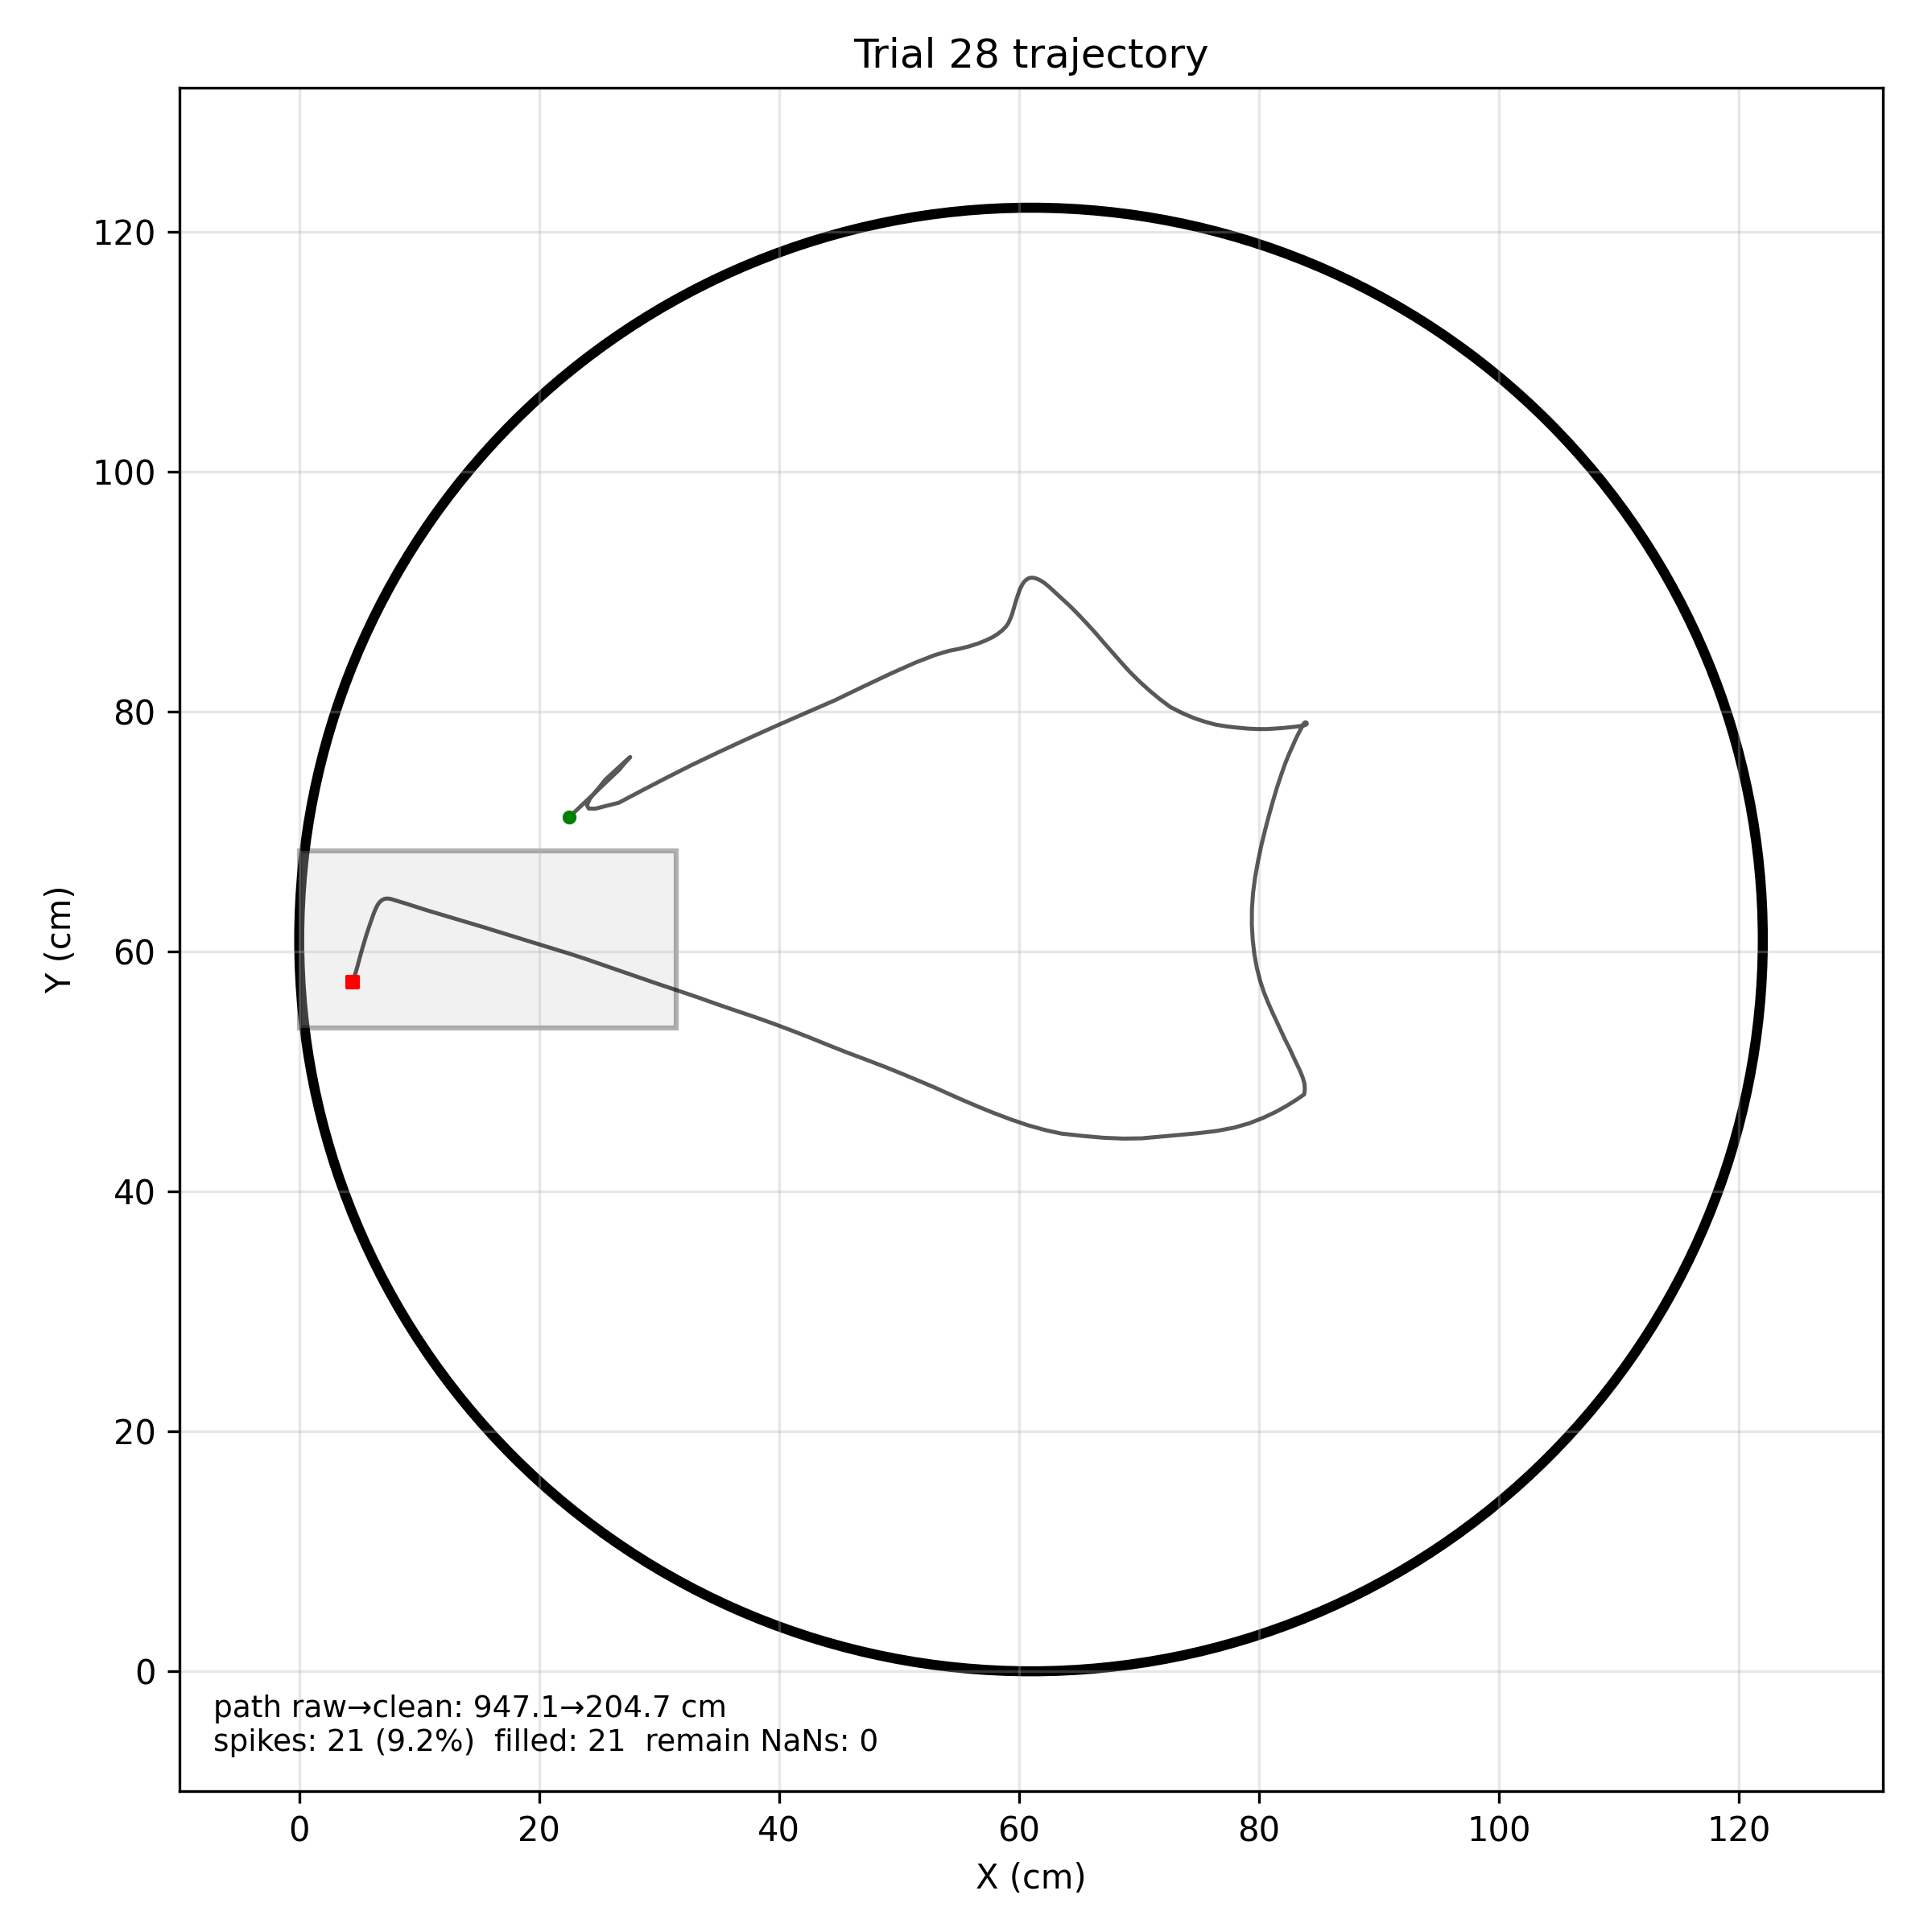 Trial 28 trajectory
Y (cm)
120
100
80
60
40
20
0
path raw→clean: 947.1→204.7 cm
spikes: 21 (9.2%)  filled: 21  remain NaNs: 0
0 20 40 60 80 100 120
X (cm)